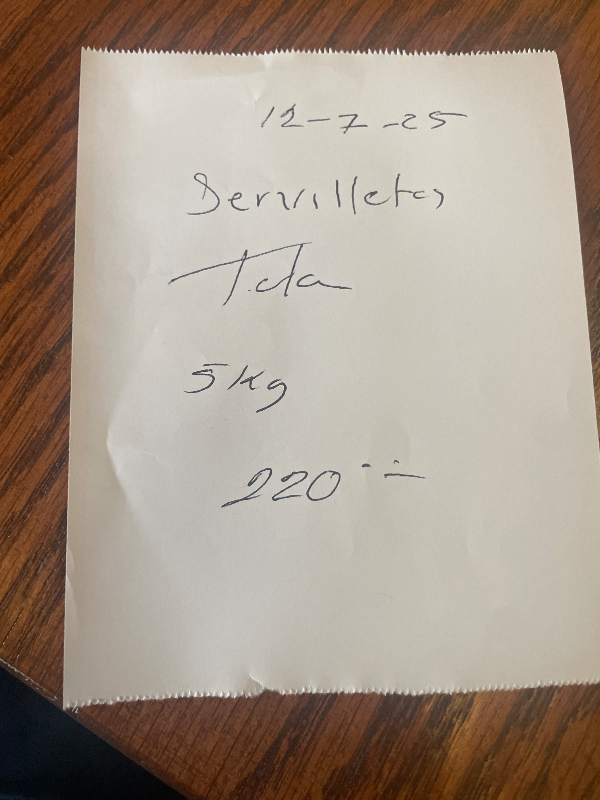 12-7-25
Servilletas
Tela
5kg
220.-